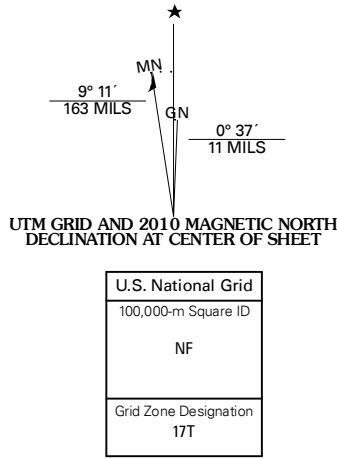 ★
MN
9° 11´
163 MILS
GN
0° 37´
11 MILS
UTM GRID AND 2010 MAGNETIC NORTH
DECLINATION AT CENTER OF SHEET
U.S. National Grid
100,000-m Square ID
NF
Grid Zone Designation
17T